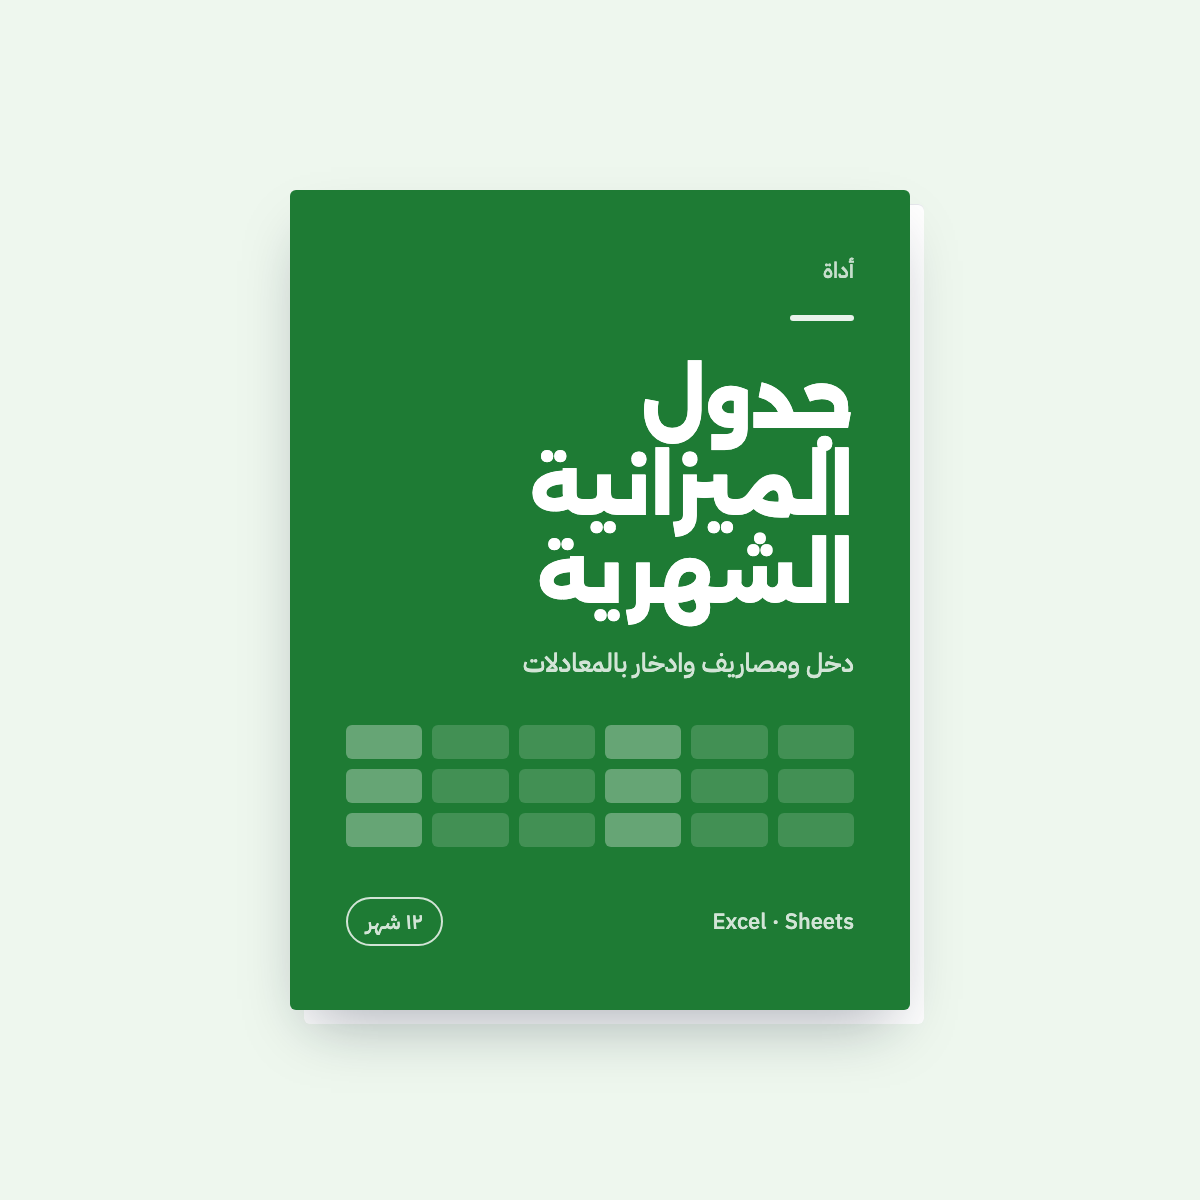 أداة
جدول
الميزانية
الشهرية
دخل ومصاريف وادخار بالمعادلات
Excel · Sheets
١٢ شهر